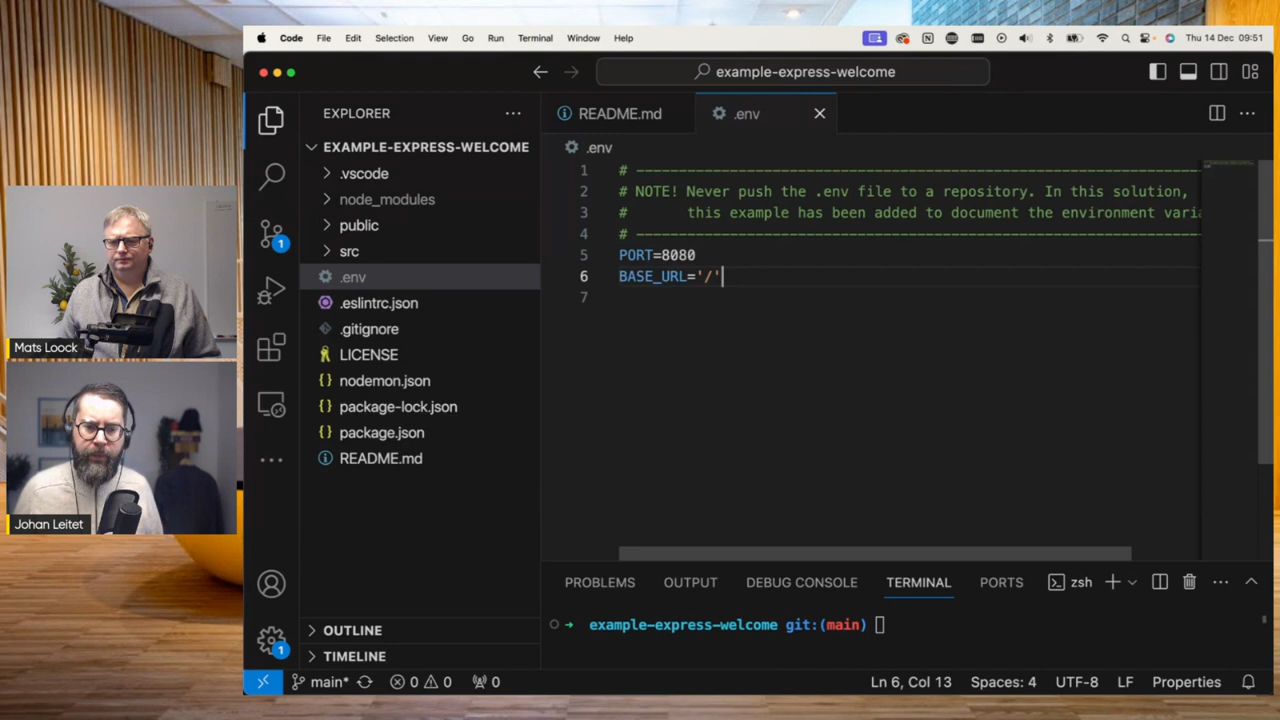 Code File Edit Selection View Go Run Terminal Window Help Thu 14 Dec 09:51
example-express-welcome
EXPLORER
README.md
.env
EXAMPLE-EXPRESS-WELCOME
.vscode
node_modules
public
src
.env
.eslintrc.json
.gitignore
LICENSE
nodemon.json
package-lock.json
package.json
README.md
OUTLINE
TIMELINE
1
1
.env
1 # ------------------------------------------------------------------
2 # NOTE! Never push the .env file to a repository. In this solution,
3 #       this example has been added to document the environment varia
4 # ------------------------------------------------------------------
5 PORT=8080
6 BASE_URL='/'
7
PROBLEMS OUTPUT DEBUG CONSOLE TERMINAL PORTS zsh
example-express-welcome git:(main)
main* 0 0 0 Ln 6, Col 13 Spaces: 4 UTF-8 LF Properties
Mats Loock
Johan Leitet